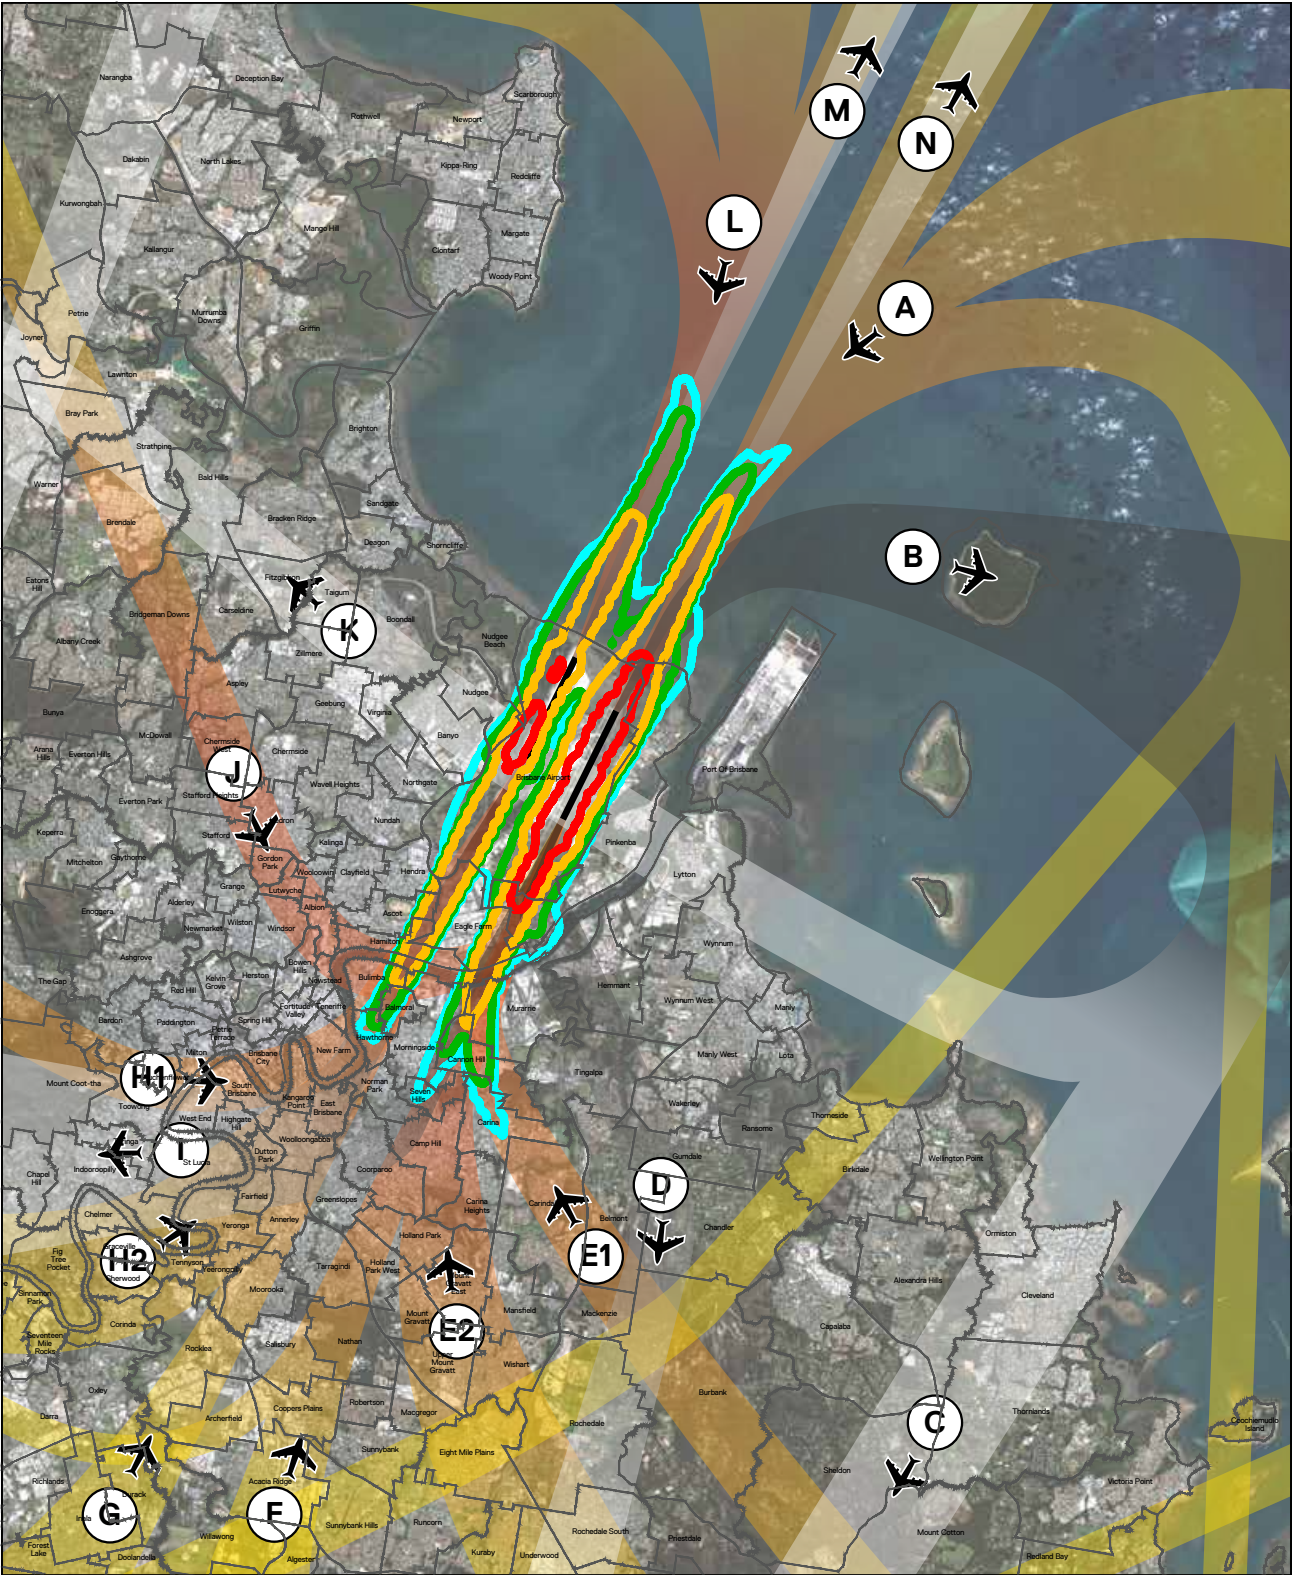 Narangba
Deception Bay
Scarborough
Rothwell
Newport
M
N
Dakabin
North Lakes
Kippa-Ring
Redcliffe
Kurwongbah
Mango Hill
Margate
L
Kallangur
Clontarf
Woody Point
Petrie
Murrumba
Downs
Griffin
A
Joyner
Lawnton
Bray Park
Brighton
Strathpine
Bald Hills
Warner
Sandgate
Brendale
Bracken Ridge
Deagon
Shorncliffe
B
Eatons
Hill
Fitzgibbon
Taigum
Bridgeman Downs
Carseldine
Boondall
K
Albany Creek
Zillmere
Nudgee
Beach
Aspley
Nudgee
Bunya
Geebung
Virginia
McDowall
Chermside
West
Banyo
Arana
Hills
Everton Hills
Chermside
J
Port Of Brisbane
Brisbane Airport
Wavell Heights
Northgate
Stafford Heights
Everton Park
Nundah
Keperra
Stafford
Kalinga
Pinkenba
Mitchelton
Gaythorne
Gordon
Park
Wooloowin
Clayfield
Hendra
Lytton
Grange
Lutwyche
Enoggera
Alderley
Albion
Ascot
Newmarket
Wilston
Windsor
Eagle Farm
Hamilton
Wynnum
Ashgrove
Bowen
Hills
The Gap
Red Hill
Kelvin
Grove
Herston
Newstead
Bulimba
Hemmant
Wynnum West
Manly
Fortitude
Valley
Teneriffe
Balmoral
Murarrie
Bardon
Paddington
Spring Hill
Petrie
Terrace
Hawthorne
Morningside
Milton
Brisbane
City
New Farm
Cannon Hill
Manly West
Lota
Tingalpa
H1
Mount Coot-tha
Norman
Park
South
Brisbane
Kangaroo
Point
East
Brisbane
Seven
Hills
Toowong
Wakerley
Thorneside
West End
Highgate
Hill
Carina
Ransome
Woolloongabba
Camp Hill
I
St Lucia
Dutton
Park
Indooroopilly
Chapel
Hill
Coorparoo
Gumdale
Birkdale
Wellington Point
D
Fairfield
Greenslopes
Carina
Heights
Carindale
Chelmer
Yeronga
Annerley
Belmont
Chandler
Ormiston
Holland Park
H2
Graceville
Sherwood
Tennyson
Yeerongpilly
Fig
Tree
Pocket
Tarragindi
Holland
Park West
E1
Mount
Gravatt
East
Alexandra Hills
Sinnamon
Park
Moorooka
Cleveland
Corinda
Mount
Gravatt
E2
Mansfield
Mackenzie
Capalaba
Seventeen
Mile
Rocks
Rocklea
Salisbury
Nathan
Upper
Mount
Gravatt
Wishart
Oxley
Burbank
Robertson
Coopers Plains
Macgregor
Archerfield
Darra
Rochedale
Thornlands
C
Coochiemudlo
Island
Sunnybank
Eight Mile Plains
Richlands
Acacia Ridge
Sheldon
Victoria Point
Durack
G
Inala
F
Sunnybank Hills
Runcorn
Rochedale South
Priestdale
Mount Cotton
Willawong
Forest
Lake
Doolandella
Algester
Kuraby
Underwood
Redland Bay